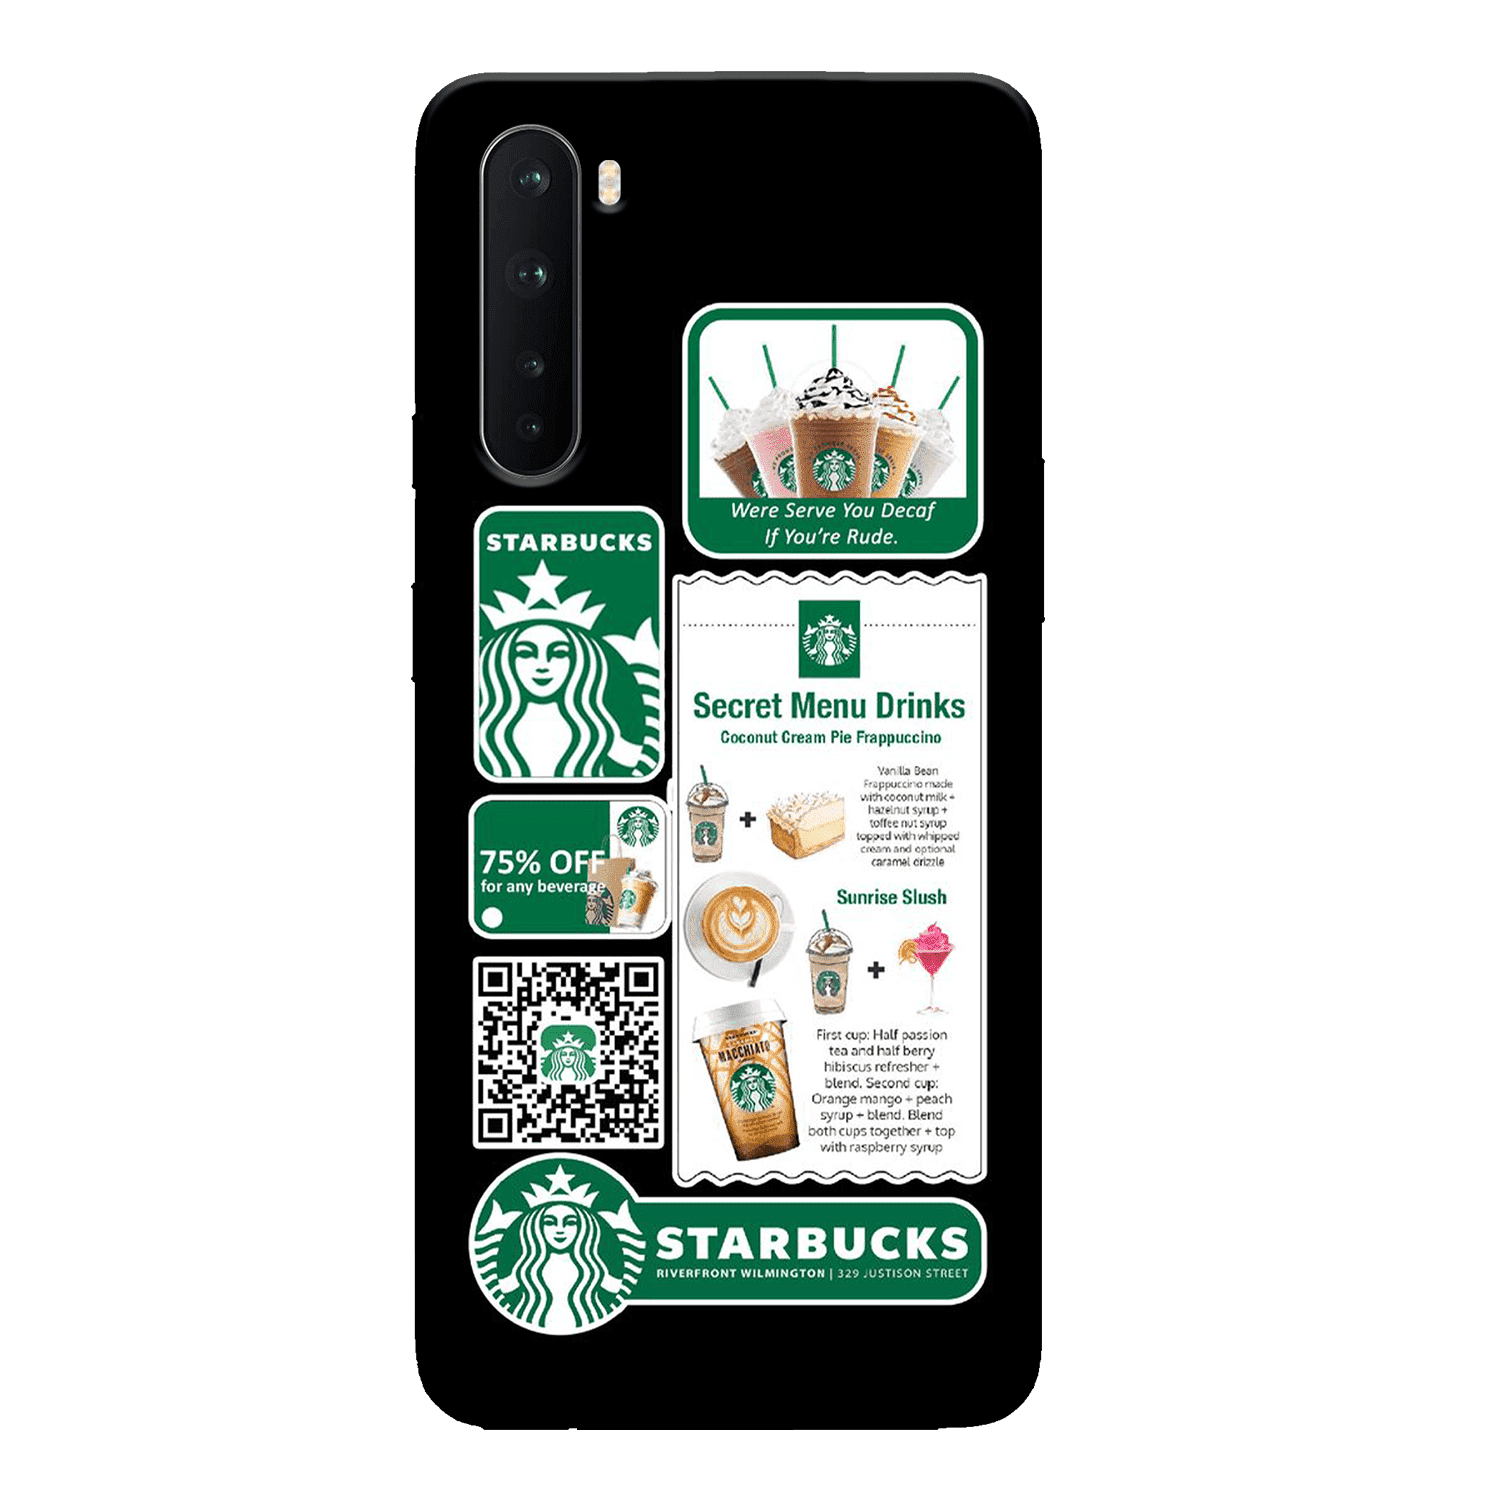 Were Serve You Decaf
If You're Rude.
STARBUCKS
Secret Menu Drinks
Coconut Cream Pie Frappuccino
Vanilla Bean
Frappuccino made
with coconut milk +
hazelnut syrup +
toffee nut syrup
topped with whipped
cream and optional
caramel drizzle
+
75% OFF
for any beverage
Sunrise Slush
+
MACCHIATO
First cup: Half passion
tea and half berry
hibiscus refresher +
blend. Second cup:
Orange mango + peach
syrup + blend. Blend
both cups together + top
with raspberry syrup
STARBUCKS
RIVERFRONT WILMINGTON | 329 JUSTISON STREET